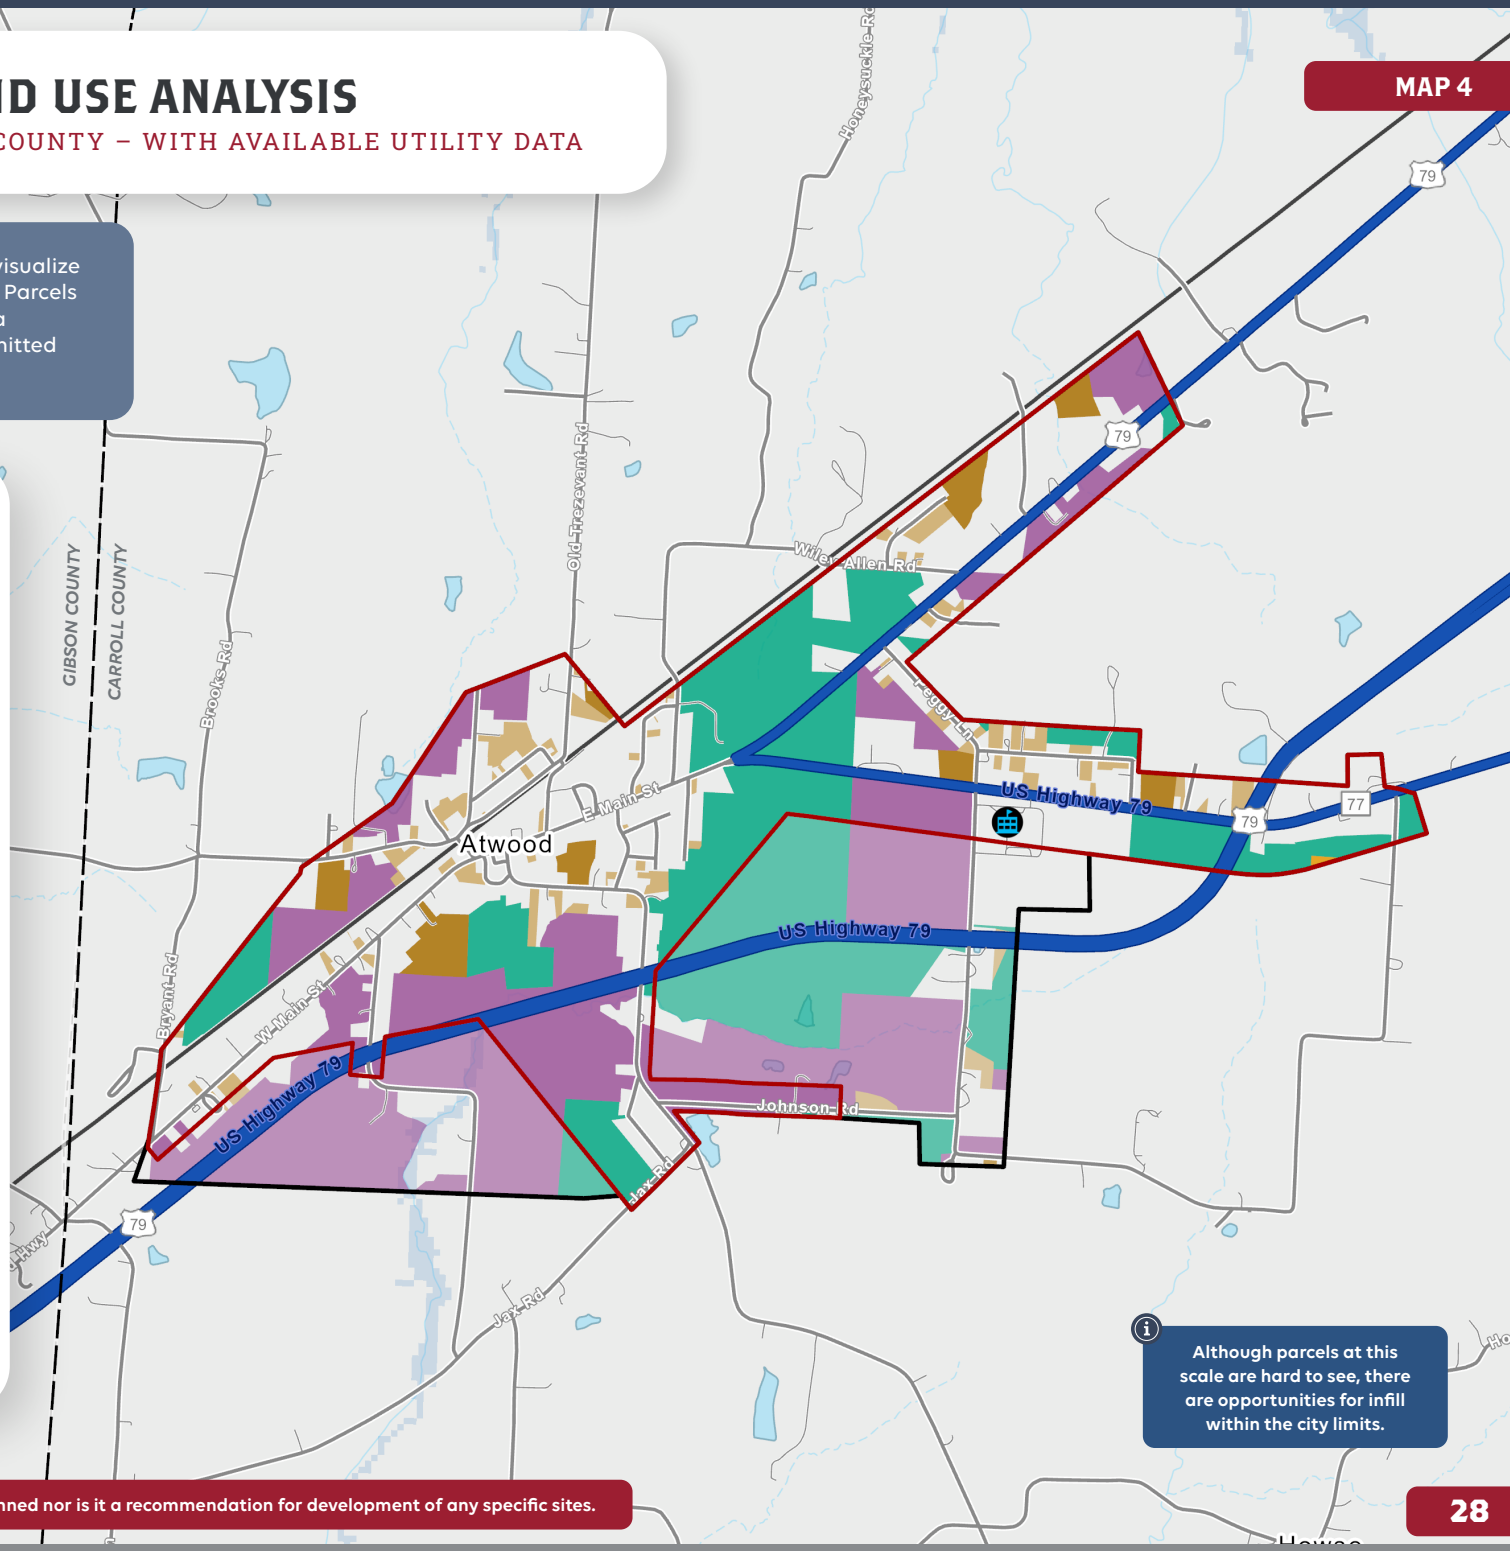 ID USE ANALYSIS
COUNTY – WITH AVAILABLE UTILITY DATA
MAP 4
visualize
Parcels
a
nitted
Honeysuckle Rd
79
79
Old Trezevant Rd
GIBSON COUNTY
CARROLL COUNTY
Brooks Rd
Wiley Allen Rd
Peggy Ln
US Highway 79
79
77
E Main St
Atwood
US Highway 79
Bryant Rd
W Main St
US Highway 79
Johnson Rd
Jax Rd
79
Hwy
Jax Rd
i
Although parcels at this
scale are hard to see, there
are opportunities for infill
within the city limits.
Ho
nned nor is it a recommendation for development of any specific sites.
28